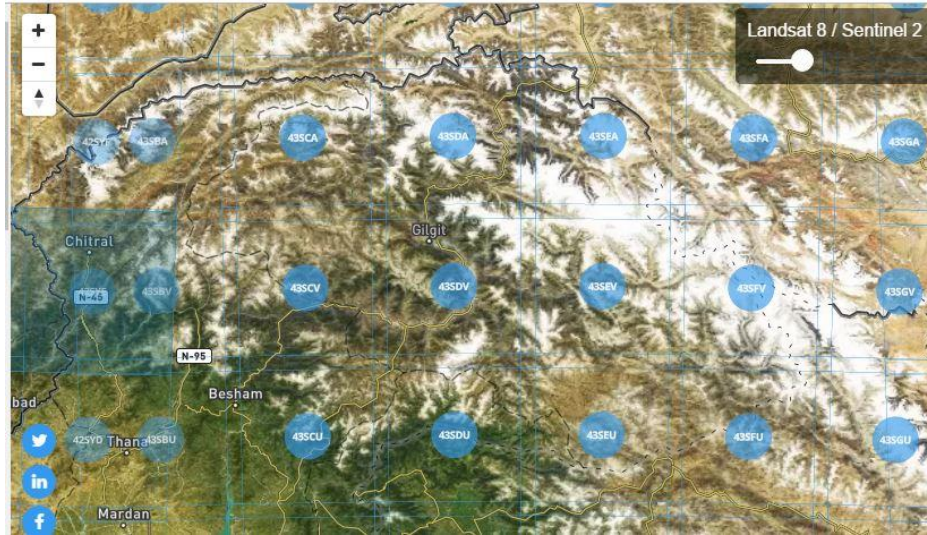 Landsat 8 / Sentinel 2
42SYF 43SBA 43SCA 43SDA 43SEA 43SFA 43SGA
Chitral
Gilgit
N-45
43SBV 43SCV 43SDV 43SEV 43SFV 43SGV
N-95
Besham
bad
42SYD Thana 43SBU 43SCU 43SDU 43SEU 43SFU 43SGU
Mardan